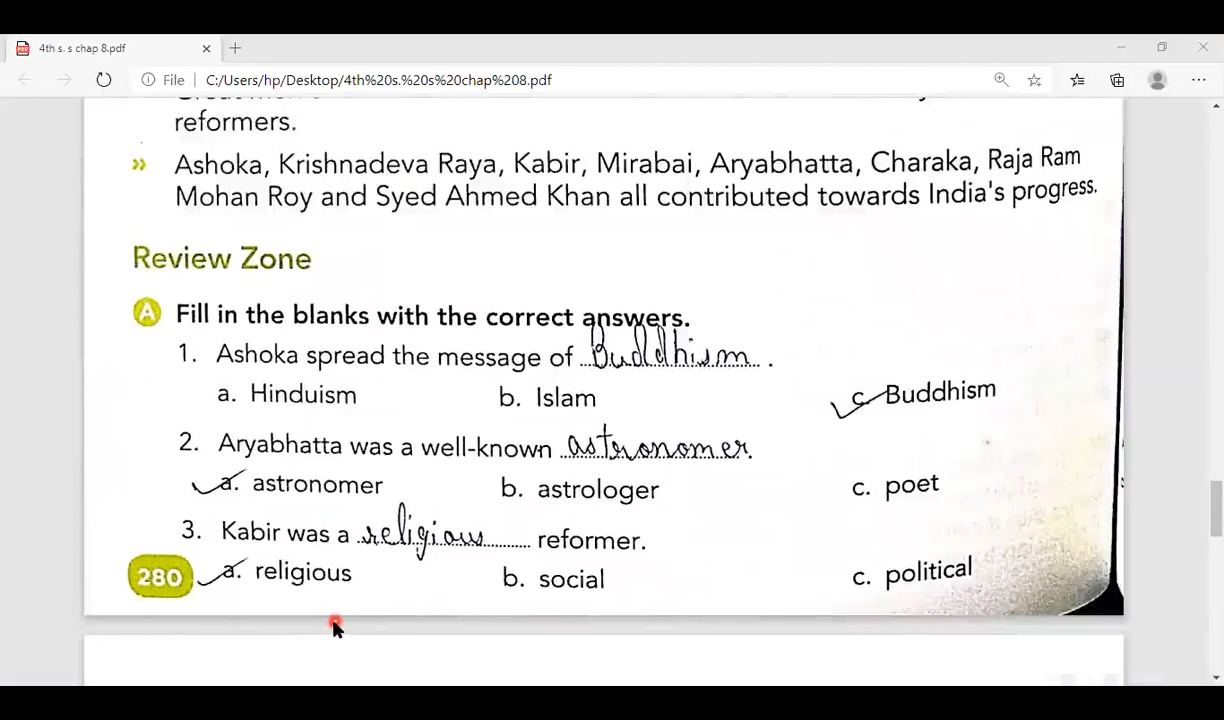 4th s. s chap 8.pdf
File C:/Users/hp/Desktop/4th%20s.%20s%20chap%208.pdf
reformers.
» Ashoka, Krishnadeva Raya, Kabir, Mirabai, Aryabhatta, Charaka, Raja Ram
Mohan Roy and Syed Ahmed Khan all contributed towards India's progress.
Review Zone
A Fill in the blanks with the correct answers.
1. Ashoka spread the message of Buddhism .
a. Hinduism b. Islam c. Buddhism
2. Aryabhatta was a well-known astronomer.
a. astronomer b. astrologer c. poet
3. Kabir was a religious reformer.
280 a. religious b. social c. political